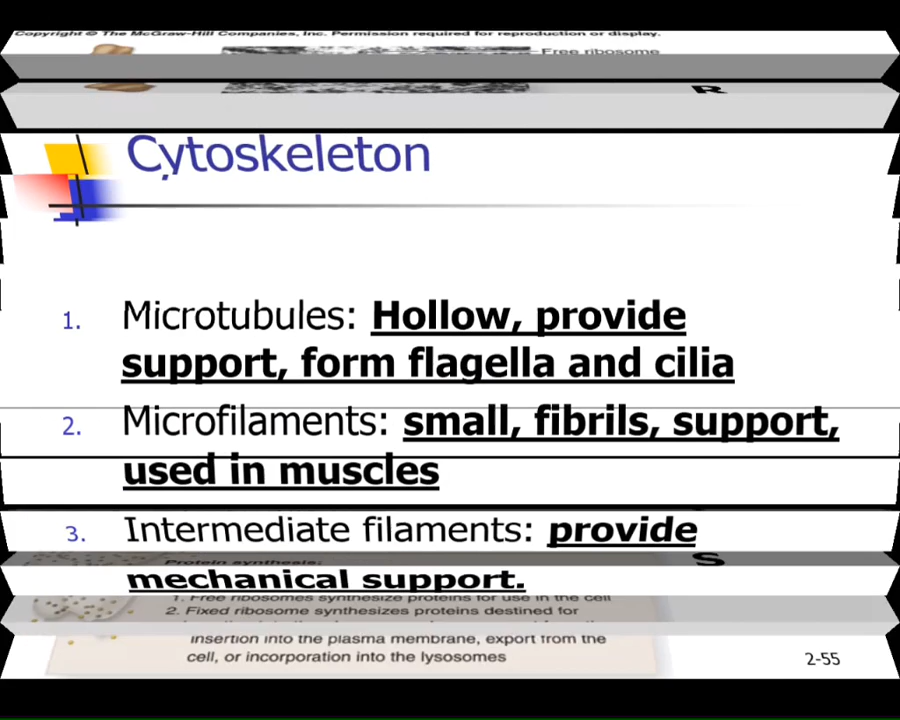 Copyright © The McGraw-Hill Companies, Inc. Permission required for reproduction or display.
Free ribosome
R
Cytoskeleton
1. Microtubules: Hollow, provide
support, form flagella and cilia
2. Microfilaments: small, fibrils, support,
used in muscles
3. Intermediate filaments: provide
S
Protein synthesis:
mechanical support.
1. Free ribosomes synthesize proteins for use in the cell
2. Fixed ribosome synthesizes proteins destined for
insertion into the plasma membrane, export from the
cell, or incorporation into the lysosomes
2-55